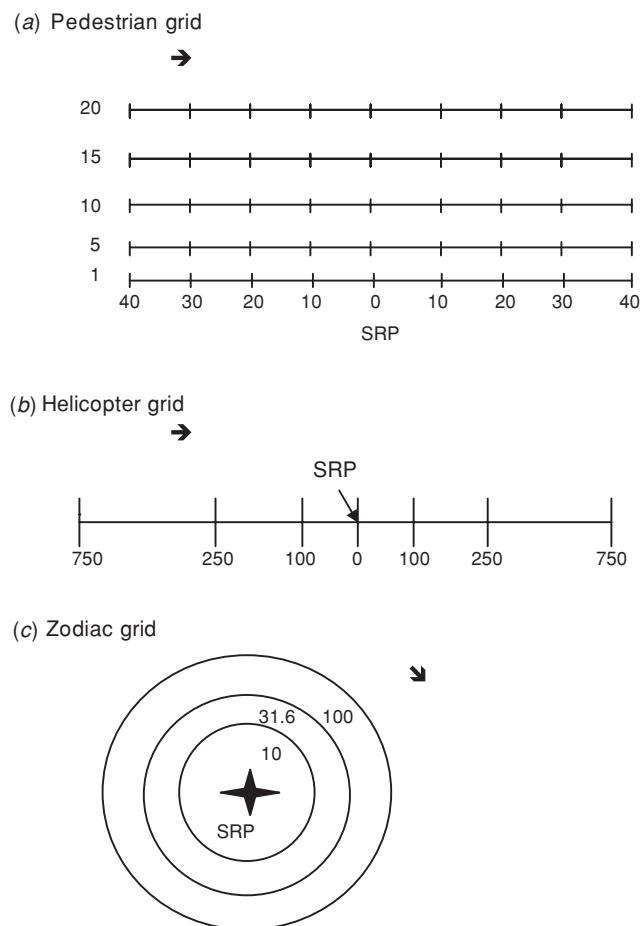 (a) Pedestrian grid
20
15
10
5
1
40 30 20 10 0 10 20 30 40
SRP
(b) Helicopter grid
SRP
750 250 100 0 100 250 750
(c) Zodiac grid
31.6 100
10
SRP